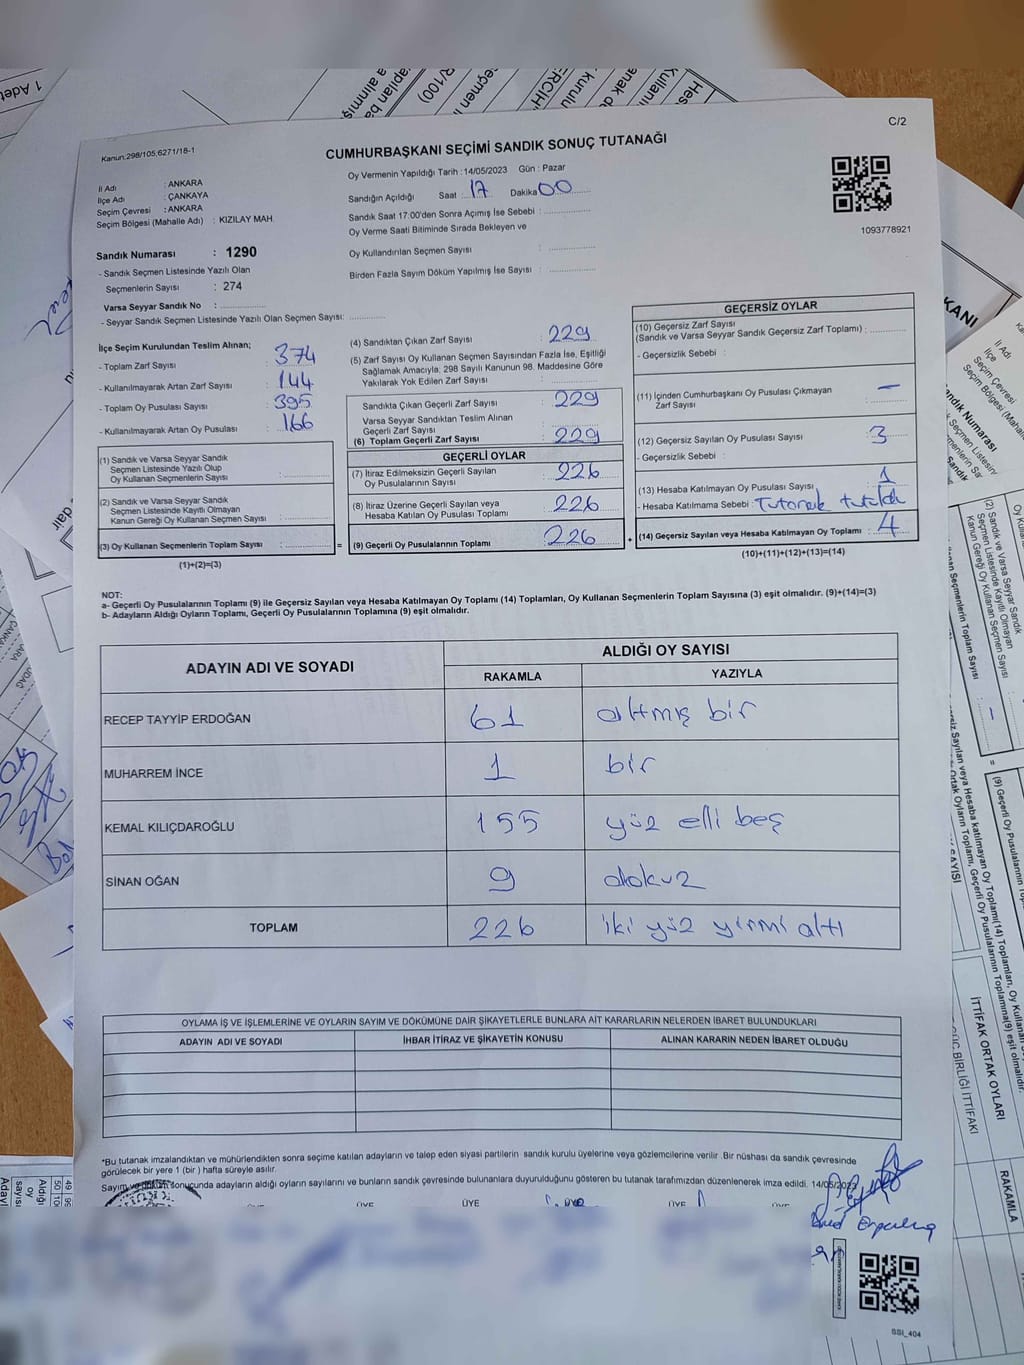 C/2
Kanun:298/105,6271/18-1
CUMHURBAŞKANI SEÇİMİ SANDIK SONUÇ TUTANAĞI
İl Adı : ANKARA
İlçe Adı : ÇANKAYA
Seçim Çevresi : ANKARA
Seçim Bölgesi (Mahalle Adı) : KIZILAY MAH.
Sandık Numarası : 1290
- Sandık Seçmen Listesinde Yazılı Olan
Seçmenlerin Sayısı : 274
Varsa Seyyar Sandık No :
- Seyyar Sandık Seçmen Listesinde Yazılı Olan Seçmen Sayısı:
Oy Vermenin Yapıldığı Tarih :14/05/2023 Gün : Pazar
Sandığın Açıldığı Saat 17 Dakika 00
Sandık Saat 17.00'den Sonra Açılmış İse Sebebi :
Oy Verme Saati Bitiminde Sırada Bekleyen ve
Oy Kullandırılan Seçmen Sayısı :
Birden Fazla Sayım Döküm Yapılmış İse Sayısı :
1093778921
İlçe Seçim Kurulundan Teslim Alınan;
- Toplam Zarf Sayısı : 374
- Kullanılmayarak Artan Zarf Sayısı : 144
- Toplam Oy Pusulası Sayısı : 395
- Kullanılmayarak Artan Oy Pusulası : 166
(1) Sandık ve Varsa Seyyar Sandık
Seçmen Listesinde Yazılı Olup
Oy Kullanan Seçmenlerin Sayısı :
(2) Sandık ve Varsa Seyyar Sandık
Seçmen Listesinde Kayıtlı Olmayan
Kanun Gereği Oy Kullanan Seçmen Sayısı :
(3) Oy Kullanan Seçmenlerin Toplam Sayısı :
(1)+(2)=(3)
(4) Sandıktan Çıkan Zarf Sayısı : 229
(5) Zarf Sayısı Oy Kullanan Seçmen Sayısından Fazla İse, Eşitliği
Sağlamak Amacıyla, 298 Sayılı Kanunun 98. Maddesine Göre
Yakılarak Yok Edilen Zarf Sayısı :
Sandıkta Çıkan Geçerli Zarf Sayısı : 229
Varsa Seyyar Sandıktan Teslim Alınan
Geçerli Zarf Sayısı :
(6) Toplam Geçerli Zarf Sayısı : 229
GEÇERLİ OYLAR
(7) İtiraz Edilmeksizin Geçerli Sayılan
Oy Pusulalarının Sayısı : 226
(8) İtiraz Üzerine Geçerli Sayılan veya
Hesaba Katılan Oy Pusulası Toplamı : 226
= (9) Geçerli Oy Pusulalarının Toplamı : 226
GEÇERSİZ OYLAR
(10) Geçersiz Zarf Sayısı
(Sandık ve Varsa Seyyar Sandık Geçersiz Zarf Toplamı) :
- Geçersizlik Sebebi :
(11) İçinden Cumhurbaşkanı Oy Pusulası Çıkmayan
Zarf Sayısı : –
(12) Geçersiz Sayılan Oy Pusulası Sayısı : 3
- Geçersizlik Sebebi :
(13) Hesaba Katılmayan Oy Pusulası Sayısı : 1
- Hesaba Katılmama Sebebi : Tutanak tutuldu
+ (14) Geçersiz Sayılan veya Hesaba Katılmayan Oy Toplamı : 4
(10)+(11)+(12)+(13)=(14)
NOT:
a- Geçerli Oy Pusulalarının Toplamı (9) ile Geçersiz Sayılan veya Hesaba Katılmayan Oy Toplamı (14) Toplamları, Oy Kullanan Seçmenlerin Toplam Sayısına (3) eşit olmalıdır. (9)+(14)=(3)
b- Adayların Aldığı Oyların Toplamı, Geçerli Oy Pusulalarının Toplamına (9) eşit olmalıdır.
ADAYIN ADI VE SOYADI ALDIĞI OY SAYISI
RAKAMLA YAZIYLA
RECEP TAYYİP ERDOĞAN 61 altmış bir
MUHARREM İNCE 1 bir
KEMAL KILIÇDAROĞLU 155 yüz elli beş
SİNAN OĞAN 9 dokuz
TOPLAM 226 iki yüz yirmi altı
OYLAMA İŞ VE İŞLEMLERİNE VE OYLARIN SAYIM VE DÖKÜMÜNE DAİR ŞİKAYETLERLE BUNLARA AİT KARARLARIN NELERDEN İBARET BULUNDUKLARI
ADAYIN ADI VE SOYADI İHBAR İTİRAZ VE ŞİKAYETİN KONUSU ALINAN KARARIN NEDEN İBARET OLDUĞU
*Bu tutanak imzalandıktan ve mühürlendikten sonra seçime katılan adayların ve talep eden siyasi partilerin sandık kurulu üyelerine veya gözlemcilerine verilir. Bir nüshası da sandık çevresinde
görülecek bir yere 1 (bir ) hafta süreyle asılır.
Sayım ve döküm sonucunda adayların aldığı oyların sayılarını ve bunların sandık çevresinde bulunanlara duyurulduğunu gösteren bu tutanak tarafımızdan düzenlenerek imza edildi. 14/05/2023
ÜYE ÜYE ÜYE ÜYE
SSI_404